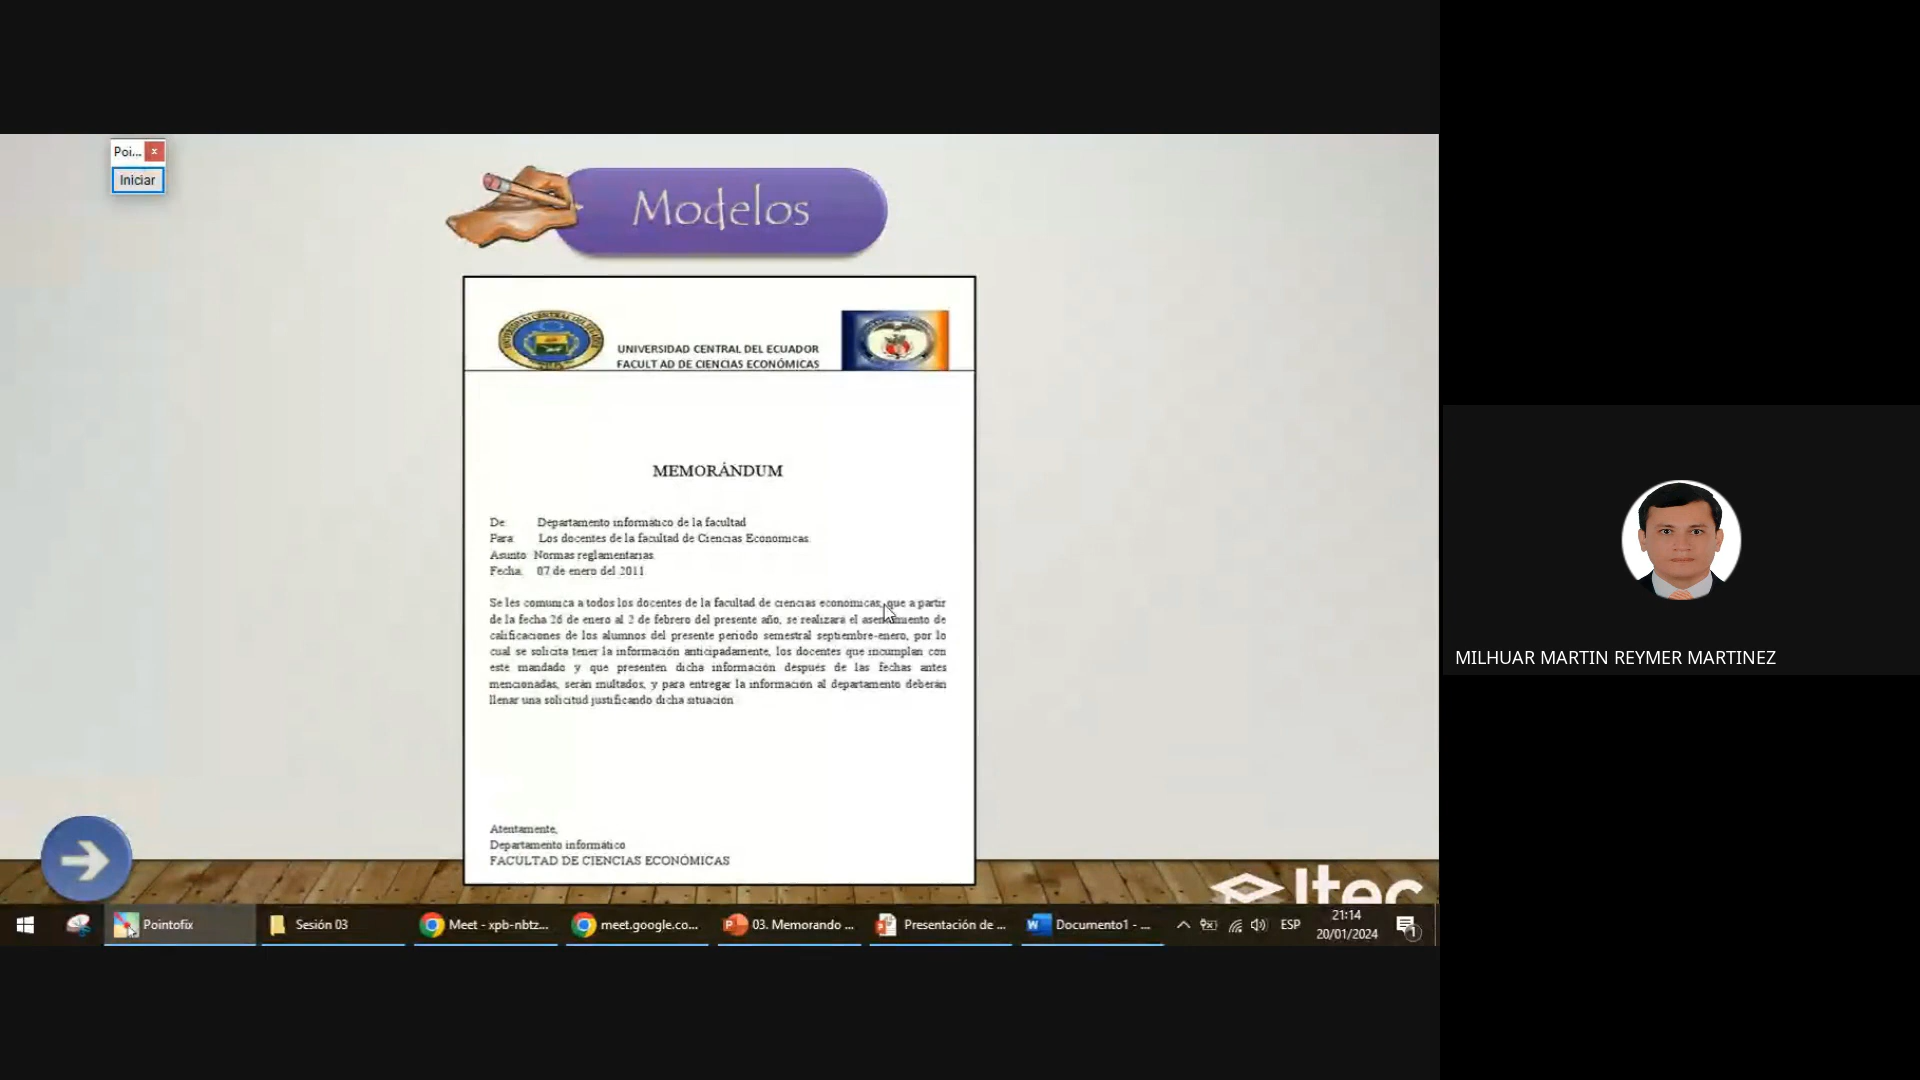 Poi...
x
Iniciar
Modelos
UNIVERSIDAD CENTRAL DEL ECUADOR
FACULTAD DE CIENCIAS ECONÓMICAS
MEMORÁNDUM
De: Departamento informático de la facultad
Para: Los docentes de la facultad de Ciencias Económicas
Asunto: Normas reglamentarias
Fecha: 07 de enero del 2011
Se les comunica a todos los docentes de la facultad de ciencias económicas, que a partir
de la fecha 26 de enero al 2 de febrero del presente año, se realizara el asentamiento de
calificaciones de los alumnos del presente periodo semestral septiembre-enero, por lo
cual se solicita tener la información anticipadamente, los docentes que incumplan con
este mandado y que presenten dicha información después de las fechas antes
mencionadas, serán multados, y para entregar la información al departamento deberán
llenar una solicitud justificando dicha situación
Atentamente,
Departamento informático
FACULTAD DE CIENCIAS ECONÓMICAS
Itec
MILHUAR MARTIN REYMER MARTINEZ
Pointofix
Sesión 03
Meet - xpb-nbtz...
meet.google.co...
03. Memorando ...
Presentación de ...
Documento1 - ...
ESP
21:14
20/01/2024
1